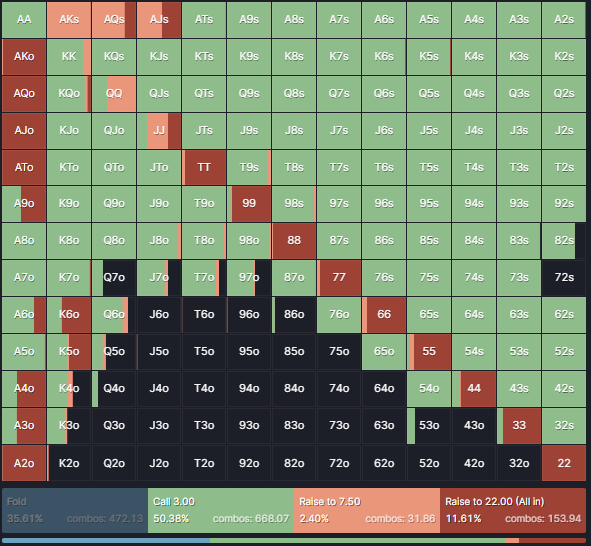 AA AKs AQs AJs ATs A9s A8s A7s A6s A5s A4s A3s A2s
AKo KK KQs KJs KTs K9s K8s K7s K6s K5s K4s K3s K2s
AQo KQo QQ QJs QTs Q9s Q8s Q7s Q6s Q5s Q4s Q3s Q2s
AJo KJo QJo JJ JTs J9s J8s J7s J6s J5s J4s J3s J2s
ATo KTo QTo JTo TT T9s T8s T7s T6s T5s T4s T3s T2s
A9o K9o Q9o J9o T9o 99 98s 97s 96s 95s 94s 93s 92s
A8o K8o Q8o J8o T8o 98o 88 87s 86s 85s 84s 83s 82s
A7o K7o Q7o J7o T7o 97o 87o 77 76s 75s 74s 73s 72s
A6o K6o Q6o J6o T6o 96o 86o 76o 66 65s 64s 63s 62s
A5o K5o Q5o J5o T5o 95o 85o 75o 65o 55 54s 53s 52s
A4o K4o Q4o J4o T4o 94o 84o 74o 64o 54o 44 43s 42s
A3o K3o Q3o J3o T3o 93o 83o 73o 63o 53o 43o 33 32s
A2o K2o Q2o J2o T2o 92o 82o 72o 62o 52o 42o 32o 22
Fold Call 3.00 Raise to 7.50 Raise to 22.00 (All in)
35.61% combos: 472.13 50.38% combos: 668.07 2.40% combos: 31.86 11.61% combos: 153.94